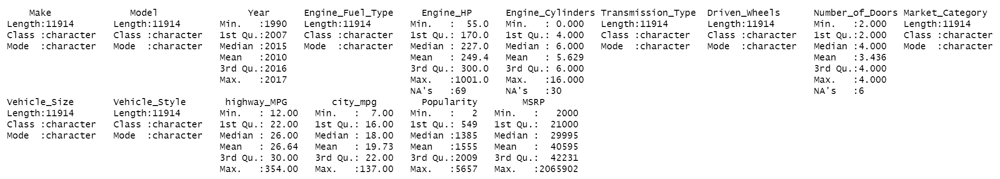 Make Model Year Engine_Fuel_Type Engine_HP Engine_Cylinders Transmission_Type Driven_Wheels Number_of_Doors Market_Category
Length:11914 Length:11914 Min. :1990 Length:11914 Min. : 55.0 Min. : 0.000 Length:11914 Length:11914 Min. :2.000 Length:11914
Class :character Class :character 1st Qu.:2007 Class :character 1st Qu.: 170.0 1st Qu.: 4.000 Class :character Class :character 1st Qu.:2.000 Class :character
Mode :character Mode :character Median :2015 Mode :character Median : 227.0 Median : 6.000 Mode :character Mode :character Median :4.000 Mode :character
Mean :2010 Mean : 249.4 Mean : 5.629 Mean :3.436
3rd Qu.:2016 3rd Qu.: 300.0 3rd Qu.: 6.000 3rd Qu.:4.000
Max. :2017 Max. :1001.0 Max. :16.000 Max. :4.000
NA's :69 NA's :30 NA's :6
Vehicle_Size Vehicle_Style highway_MPG city_mpg Popularity MSRP
Length:11914 Length:11914 Min. : 12.00 Min. : 7.00 Min. : 2 Min. : 2000
Class :character Class :character 1st Qu.: 22.00 1st Qu.: 16.00 1st Qu.: 549 1st Qu.: 21000
Mode :character Mode :character Median : 26.00 Median : 18.00 Median :1385 Median : 29995
Mean : 26.64 Mean : 19.73 Mean :1555 Mean : 40595
3rd Qu.: 30.00 3rd Qu.: 22.00 3rd Qu.:2009 3rd Qu.: 42231
Max. :354.00 Max. :137.00 Max. :5657 Max. :2065902